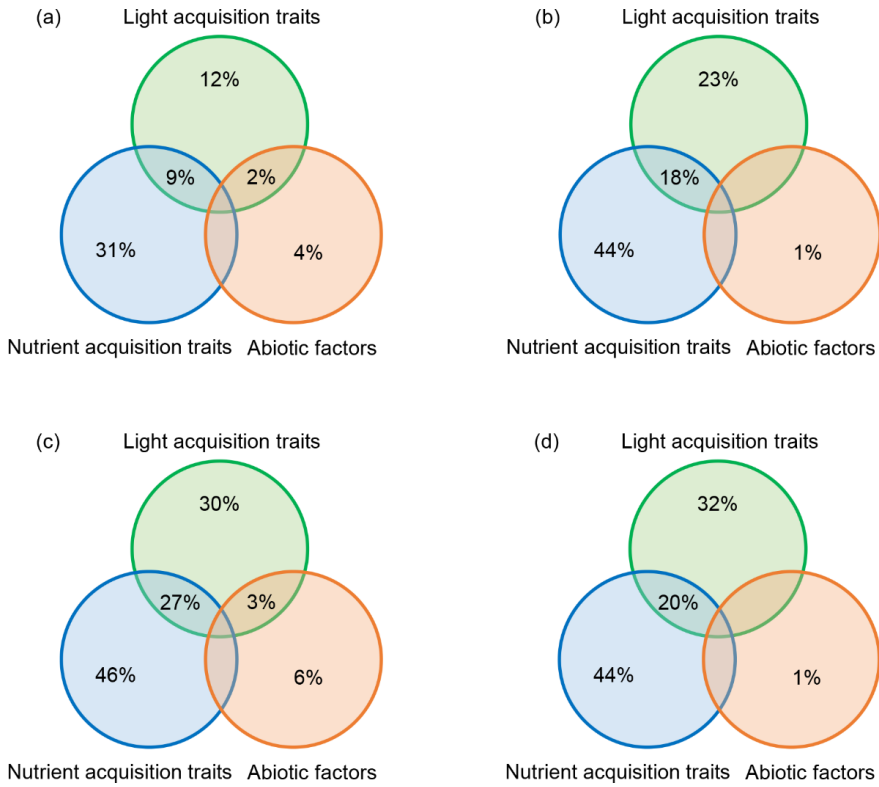 (a) Light acquisition traits
12%
9% 2%
31% 4%
Nutrient acquisition traits Abiotic factors
(b) Light acquisition traits
23%
18%
44% 1%
Nutrient acquisition traits Abiotic factors
(c) Light acquisition traits
30%
27% 3%
46% 6%
Nutrient acquisition traits Abiotic factors
(d) Light acquisition traits
32%
20%
44% 1%
Nutrient acquisition traits Abiotic factors